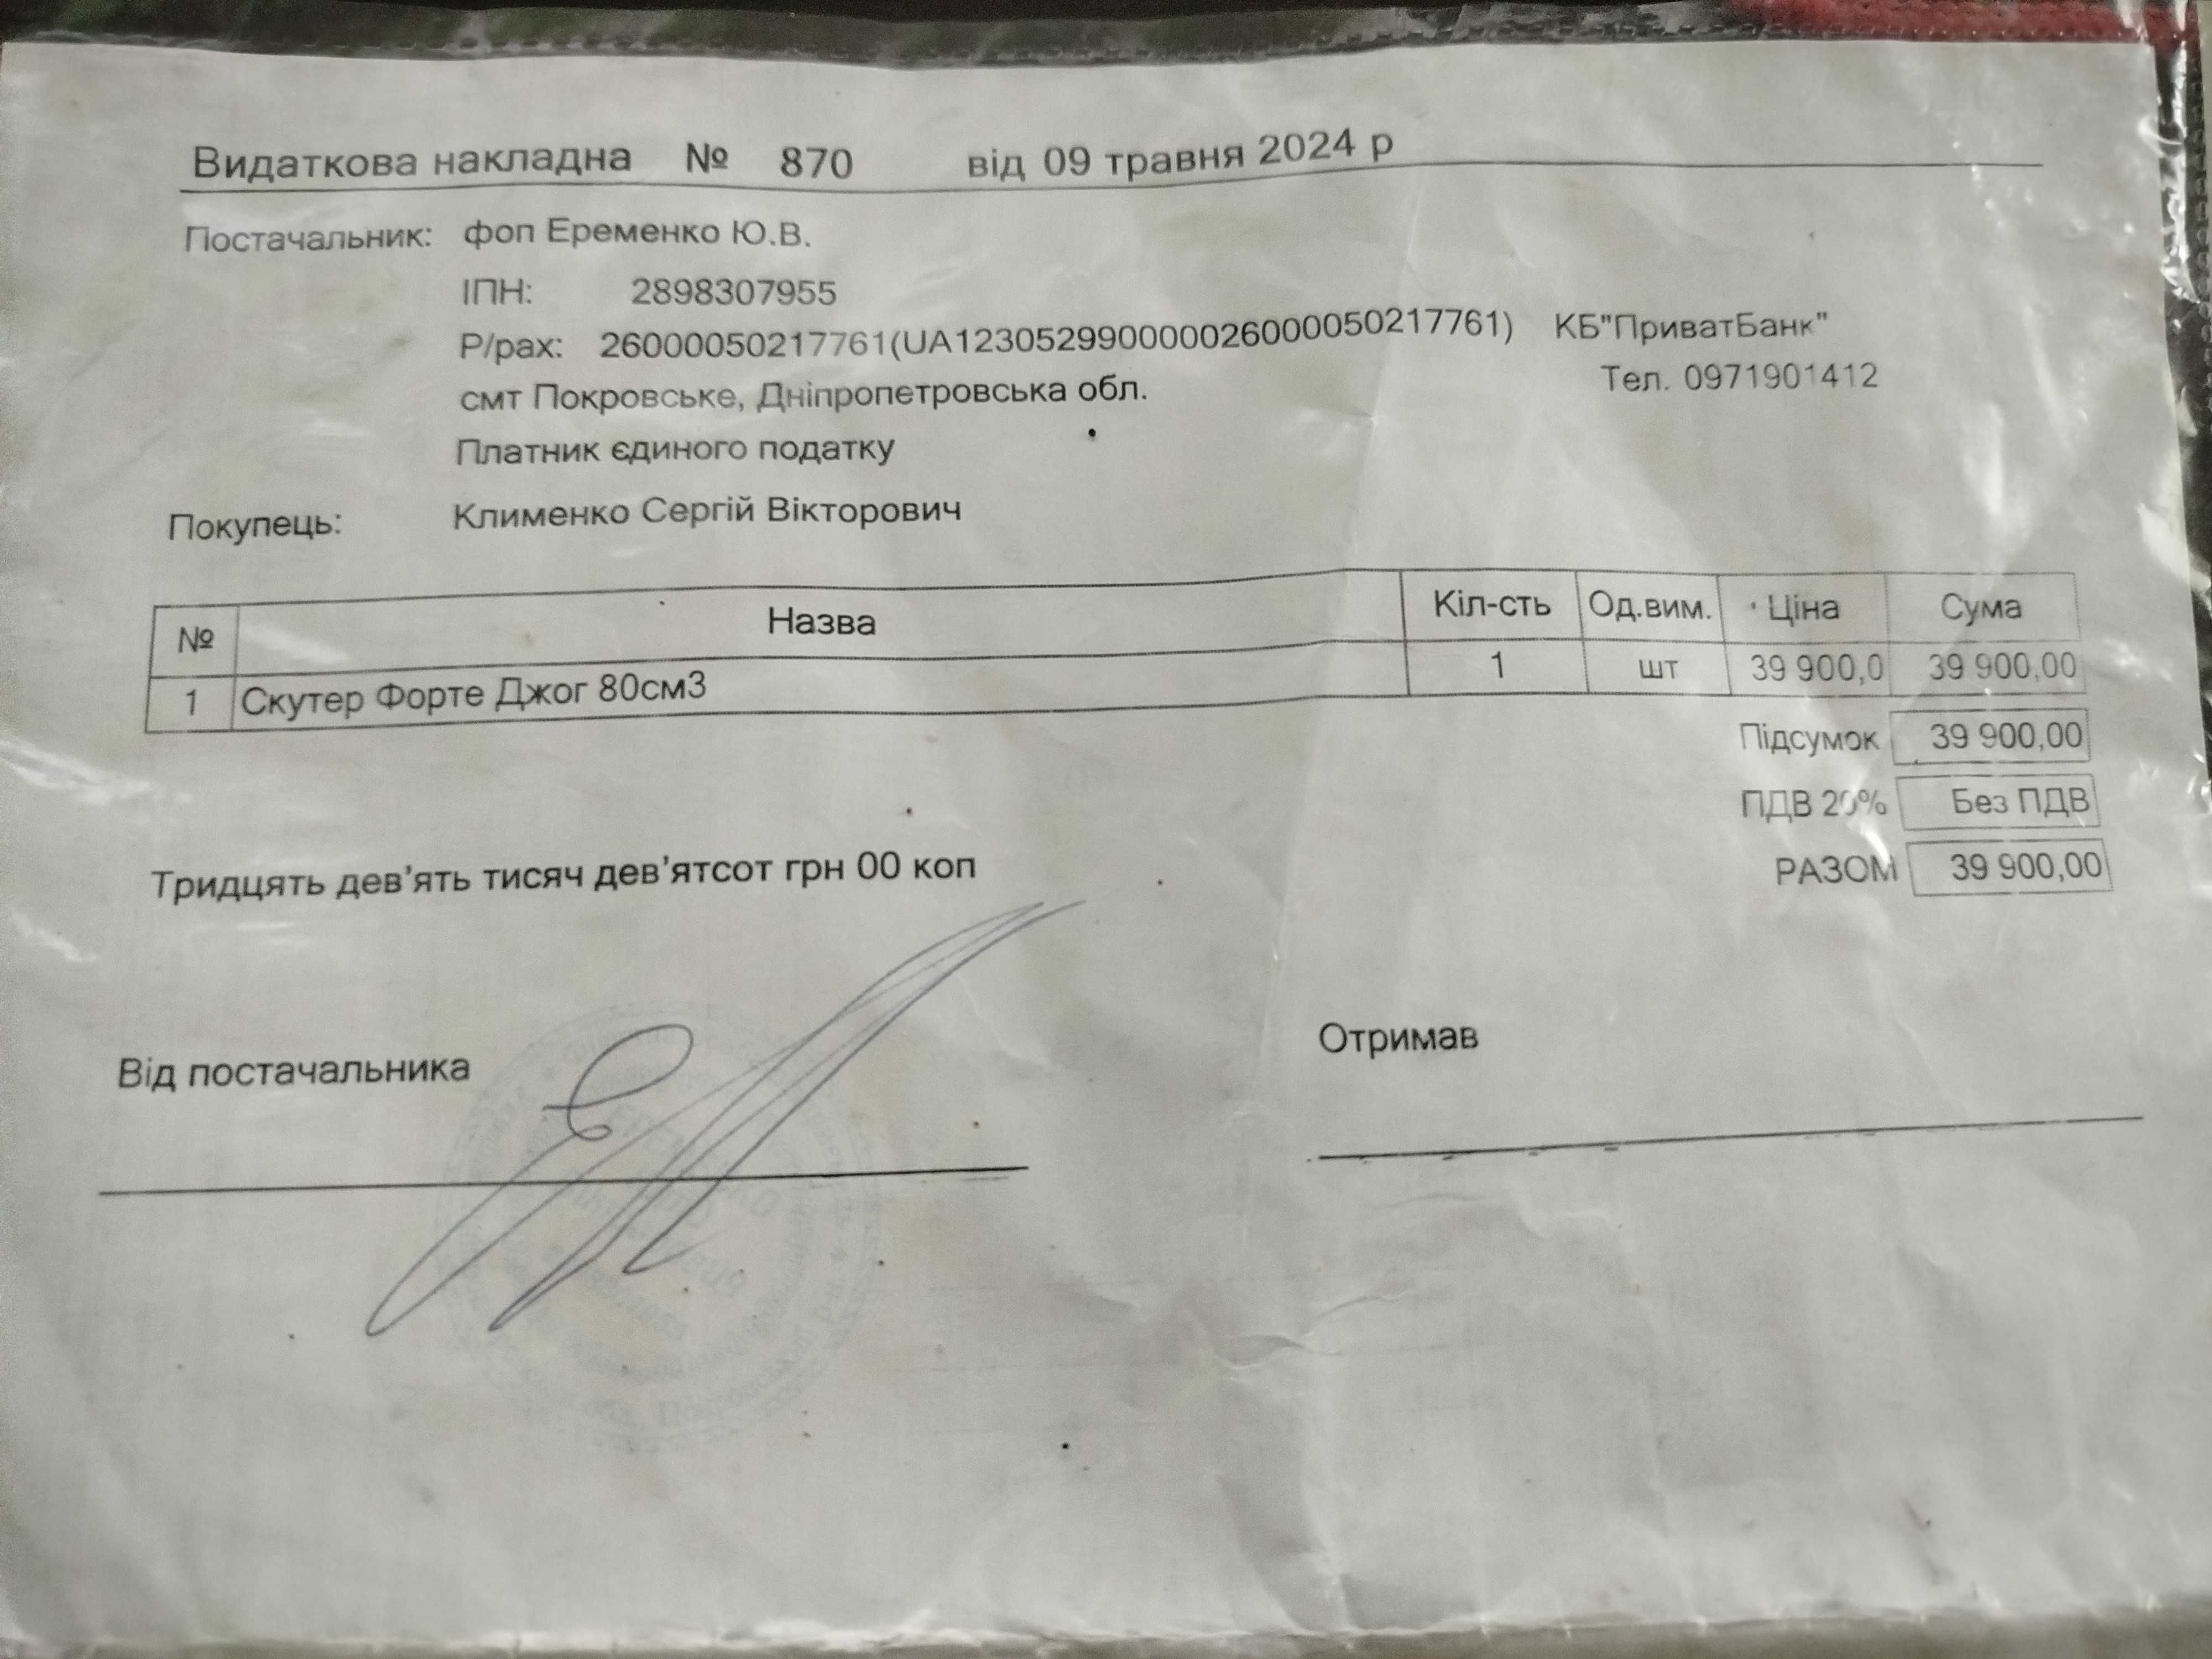 Видаткова накладна № 870 від 09 травня 2024 р
Постачальник: фоп Еременко Ю.В.
ІПН: 2898307955
Р/рах: 26000050217761(UA123052990000026000050217761) КБ"ПриватБанк"
смт Покровське, Дніпропетровська обл. Тел. 0971901412
Платник єдиного податку
Покупець: Клименко Сергій Вікторович
№ Назва Кіл-сть Од.вим. Ціна Сума
1 Скутер Форте Джог 80см3 1 шт 39 900,0 39 900,00
Підсумок 39 900,00
ПДВ 20% Без ПДВ
РАЗОМ 39 900,00
Тридцять дев'ять тисяч дев'ятсот грн 00 коп
Від постачальника Отримав